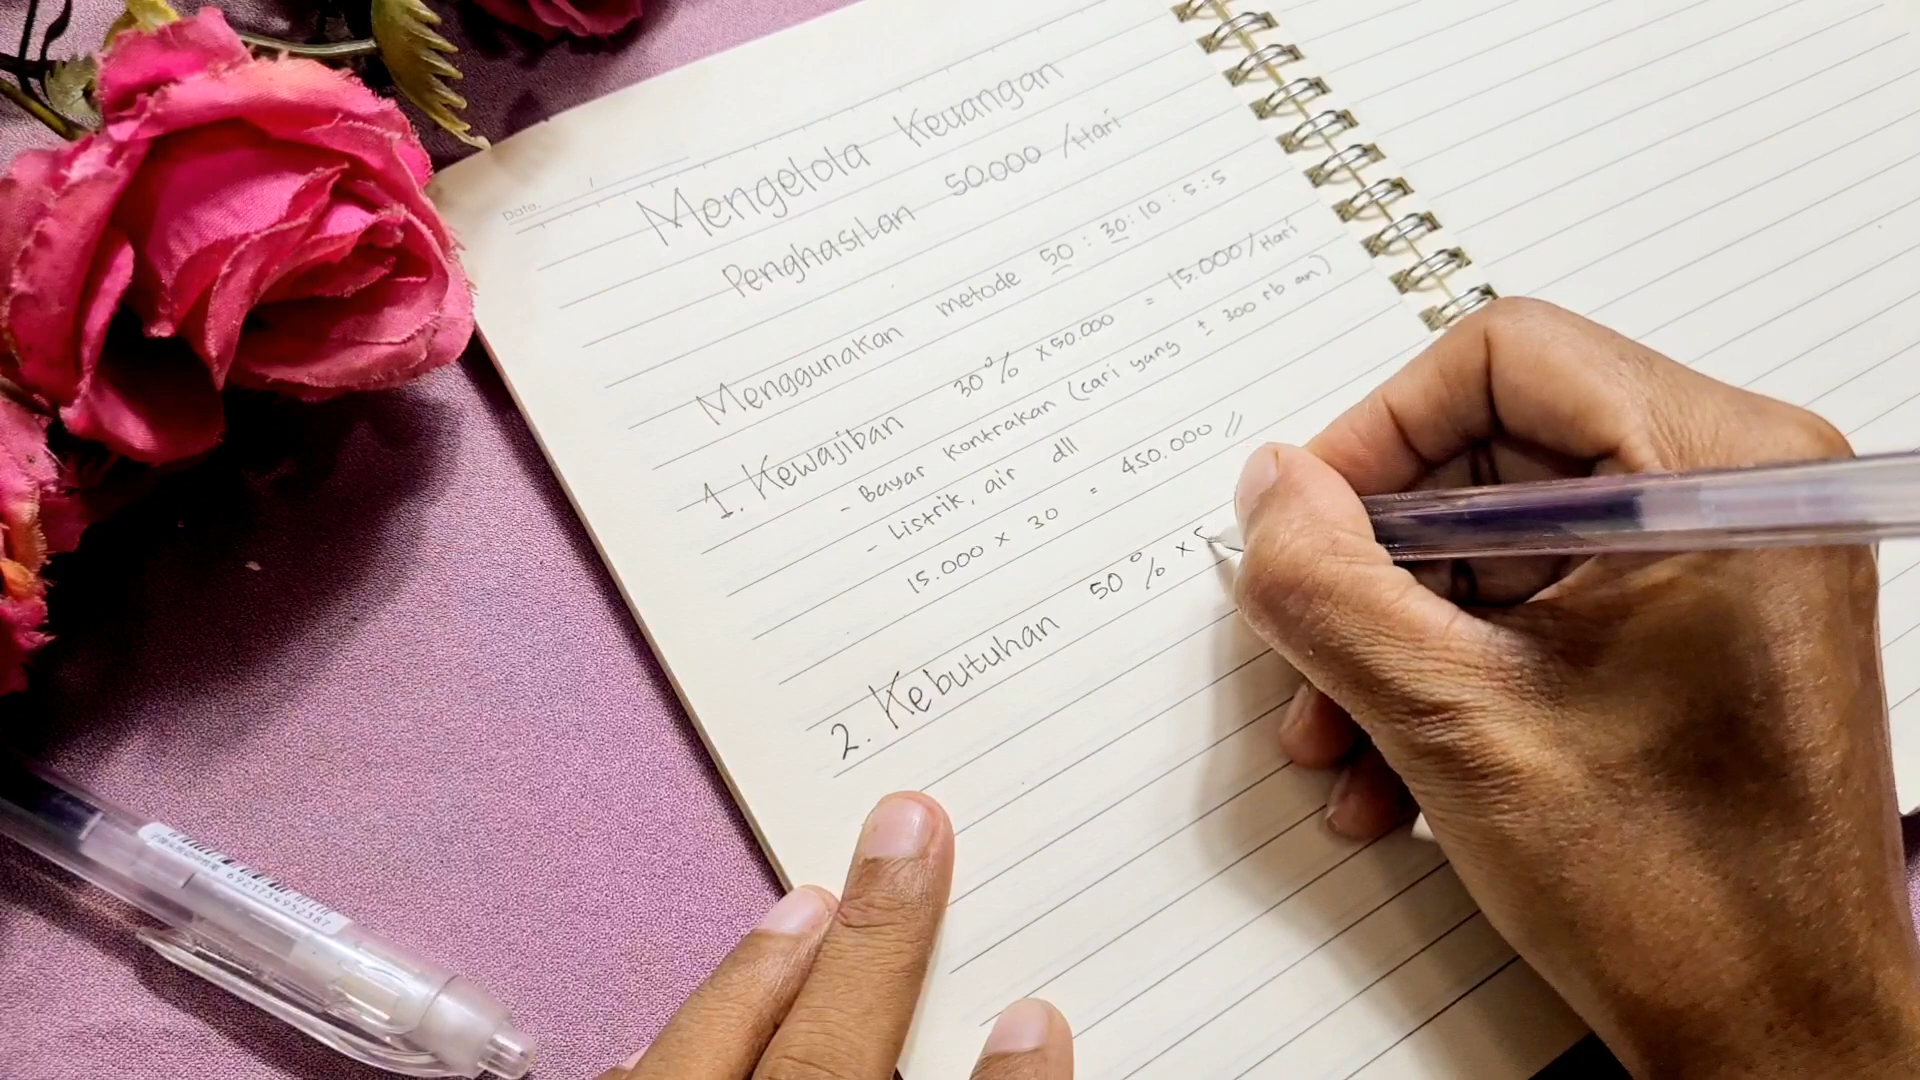 Date.
Mengelola Keuangan
Penghasilan 50.000 /Hari
Menggunakan metode 50 : 30 : 10 : 5 : 5
1. Kewajiban 30% x 50.000 = 15.000/Hari
- Bayar Kontrakan (cari yang ± 300 rb an)
- Listrik, air dll
15.000 x 30 = 450.000 //
2. Kebutuhan 50% x 5
6921734952387